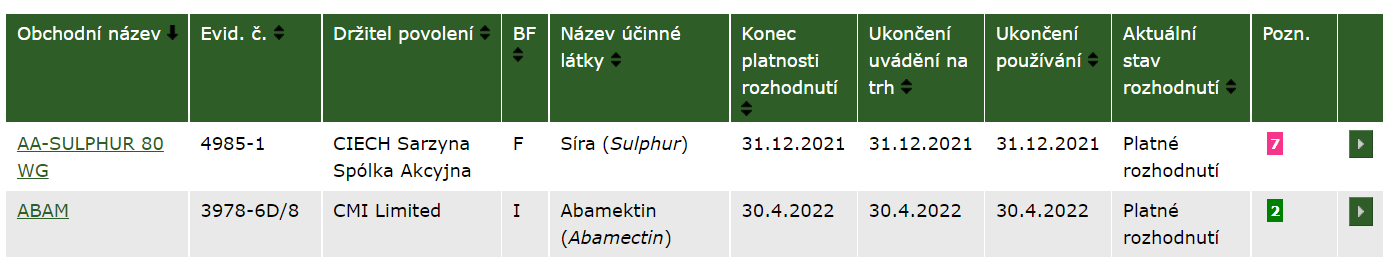 Obchodní název Evid. č. Držitel povolení BF Název účinné Konec Ukončení Ukončení Aktuální Pozn.
látky platnosti uvádění na používání stav
rozhodnutí trh rozhodnutí
AA-SULPHUR 80 4985-1 CIECH Sarzyna F Síra (Sulphur) 31.12.2021 31.12.2021 31.12.2021 Platné 7
WG Spólka Akcyjna rozhodnutí
ABAM 3978-6D/8 CMI Limited I Abamektin 30.4.2022 30.4.2022 30.4.2022 Platné 2
(Abamectin) rozhodnutí